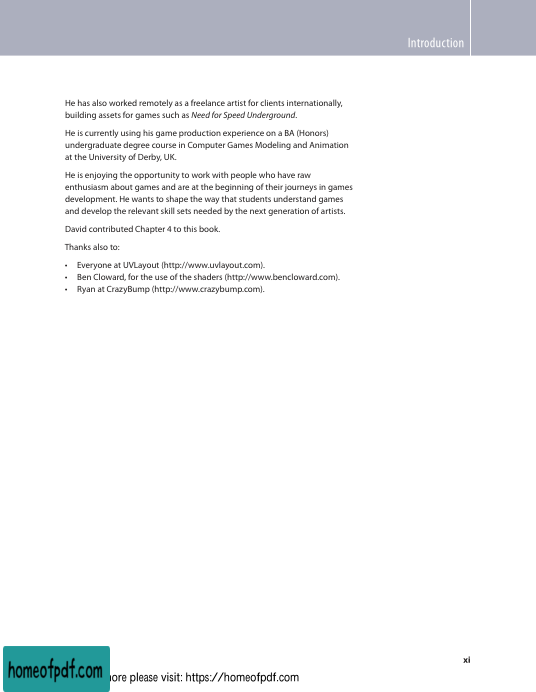 Introduction
He has also worked remotely as a freelance artist for clients internationally,
building assets for games such as Need for Speed Underground.
He is currently using his game production experience on a BA (Honors)
undergraduate degree course in Computer Games Modeling and Animation
at the University of Derby, UK.
He is enjoying the opportunity to work with people who have raw
enthusiasm about games and are at the beginning of their journeys in games
development. He wants to shape the way that students understand games
and develop the relevant skill sets needed by the next generation of artists.
David contributed Chapter 4 to this book.
Thanks also to:
• Everyone at UVLayout (http://www.uvlayout.com).
• Ben Cloward, for the use of the shaders (http://www.bencloward.com).
• Ryan at CrazyBump (http://www.crazybump.com).
xi
homeofpdf.com
please visit: https://homeofpdf.com